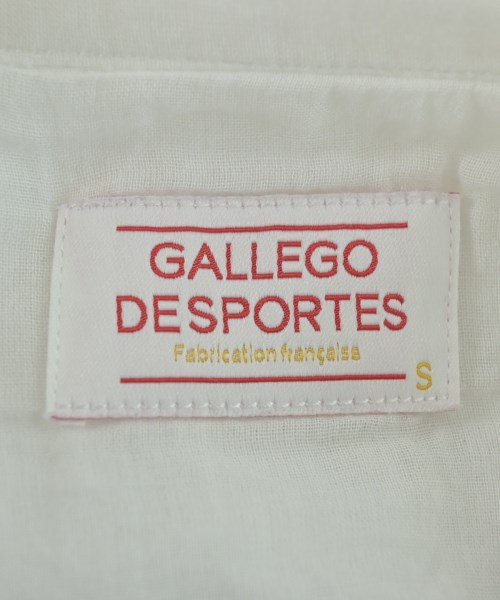 GALLEGO
DESPORTES
Fabrication française
S